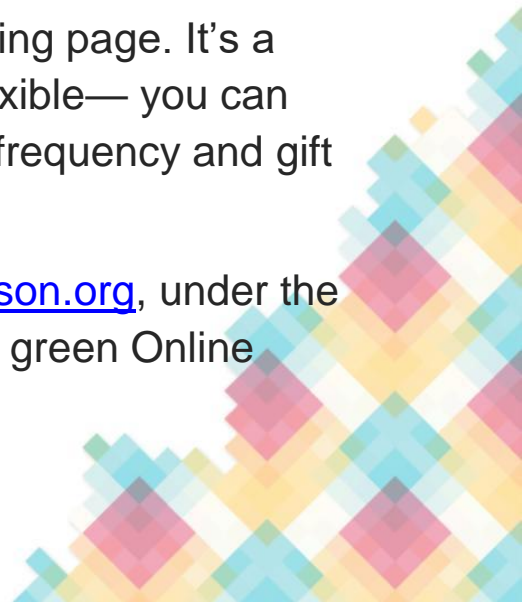 ing page. It's a
xible— you can
frequency and gift
son.org, under the
green Online